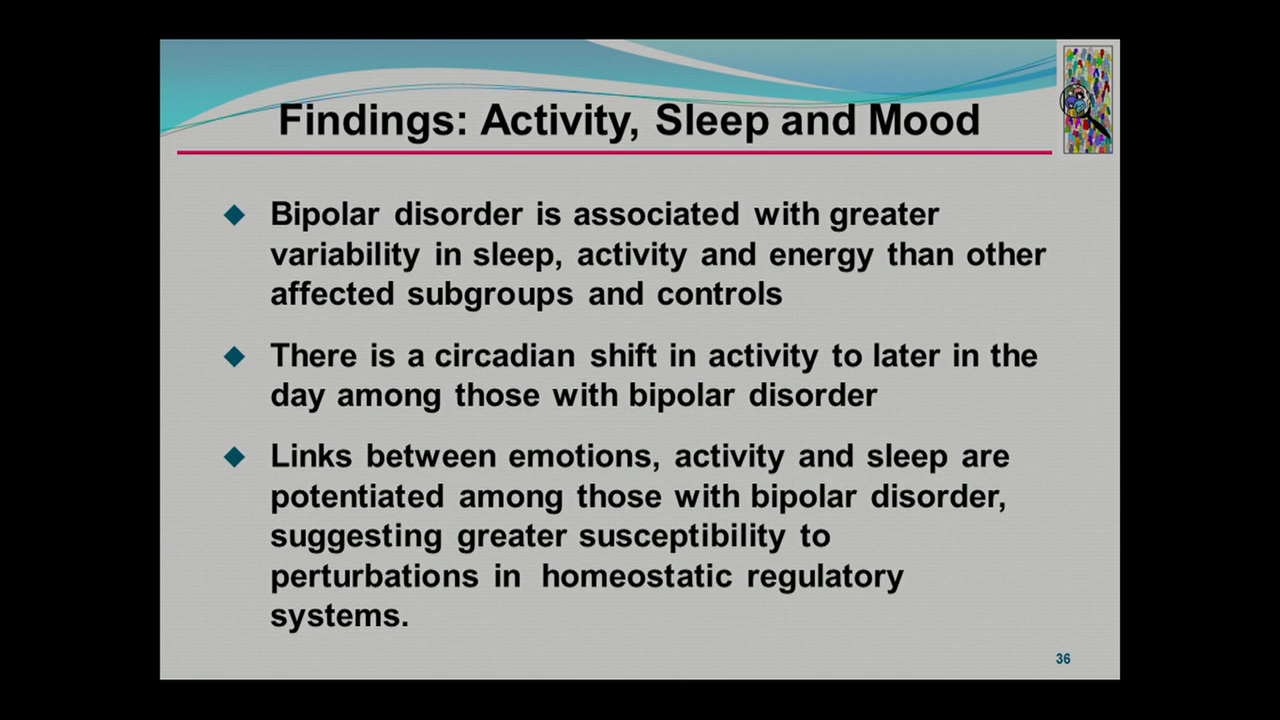 Findings: Activity, Sleep and Mood
Bipolar disorder is associated with greater
variability in sleep, activity and energy than other
affected subgroups and controls
There is a circadian shift in activity to later in the
day among those with bipolar disorder
Links between emotions, activity and sleep are
potentiated among those with bipolar disorder,
suggesting greater susceptibility to
perturbations in homeostatic regulatory
systems.
36